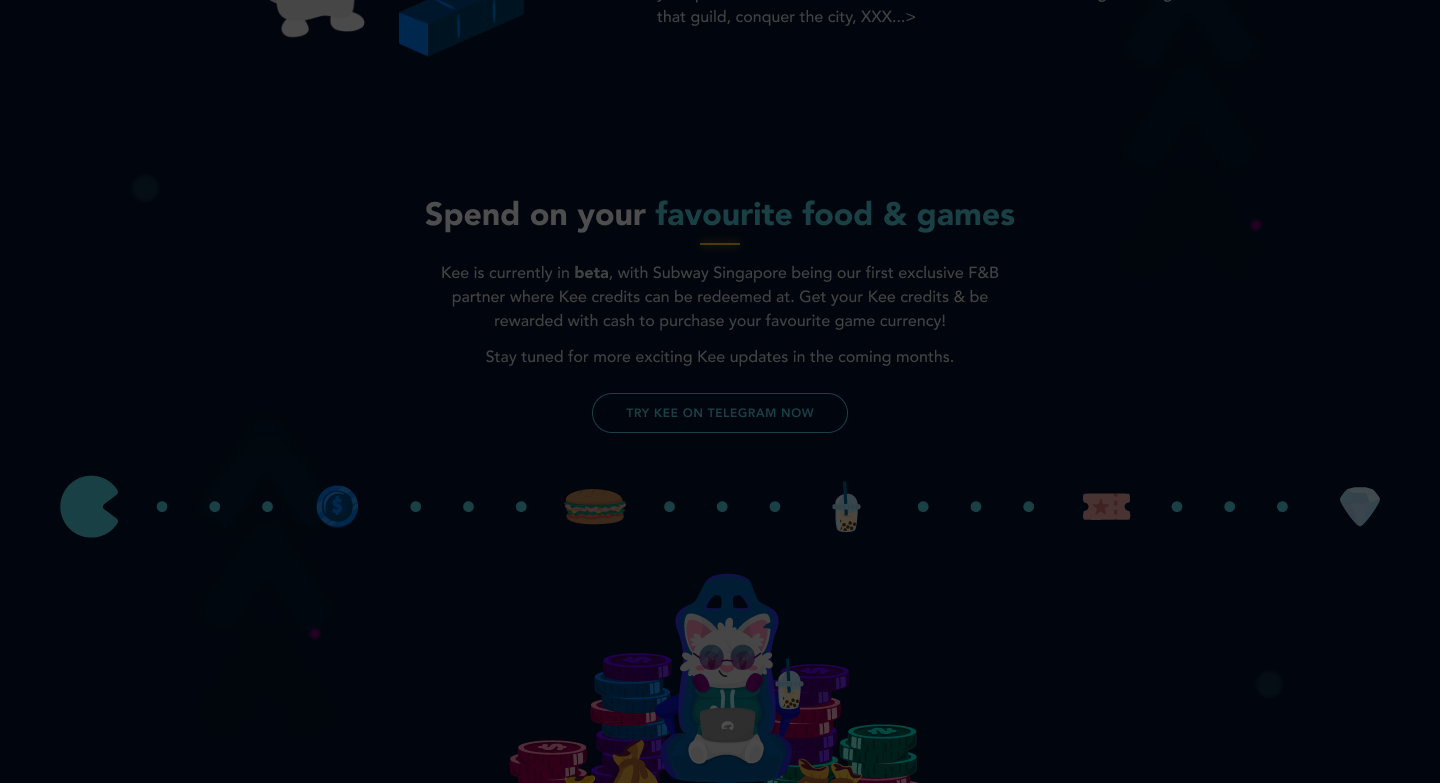 that guild, conquer the city, XXX...>
Spend on your favourite food & games
Kee is currently in beta, with Subway Singapore being our first exclusive F&B
partner where Kee credits can be redeemed at. Get your Kee credits & be
rewarded with cash to purchase your favourite game currency!
Stay tuned for more exciting Kee updates in the coming months.
TRY KEE ON TELEGRAM NOW
$